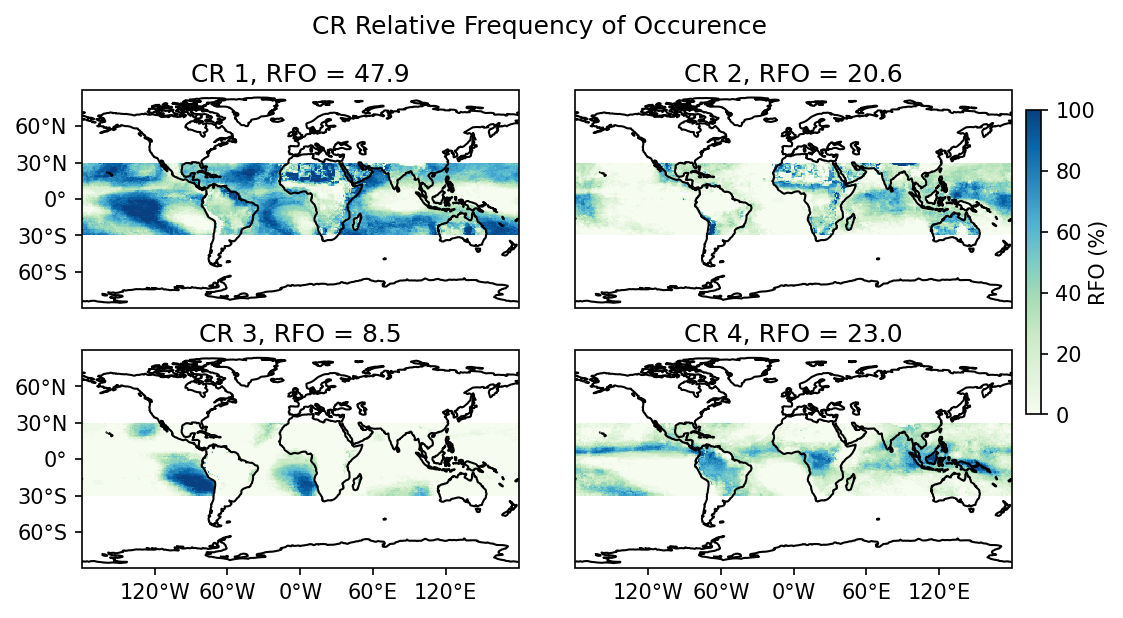 CR Relative Frequency of Occurence
CR 1, RFO = 47.9
CR 2, RFO = 20.6
60°N
30°N
0°
30°S
60°S
100
80
60
40
20
0
RFO (%)
CR 3, RFO = 8.5
CR 4, RFO = 23.0
60°N
30°N
0°
30°S
60°S
120°W 60°W 0°W 60°E 120°E
120°W 60°W 0°W 60°E 120°E